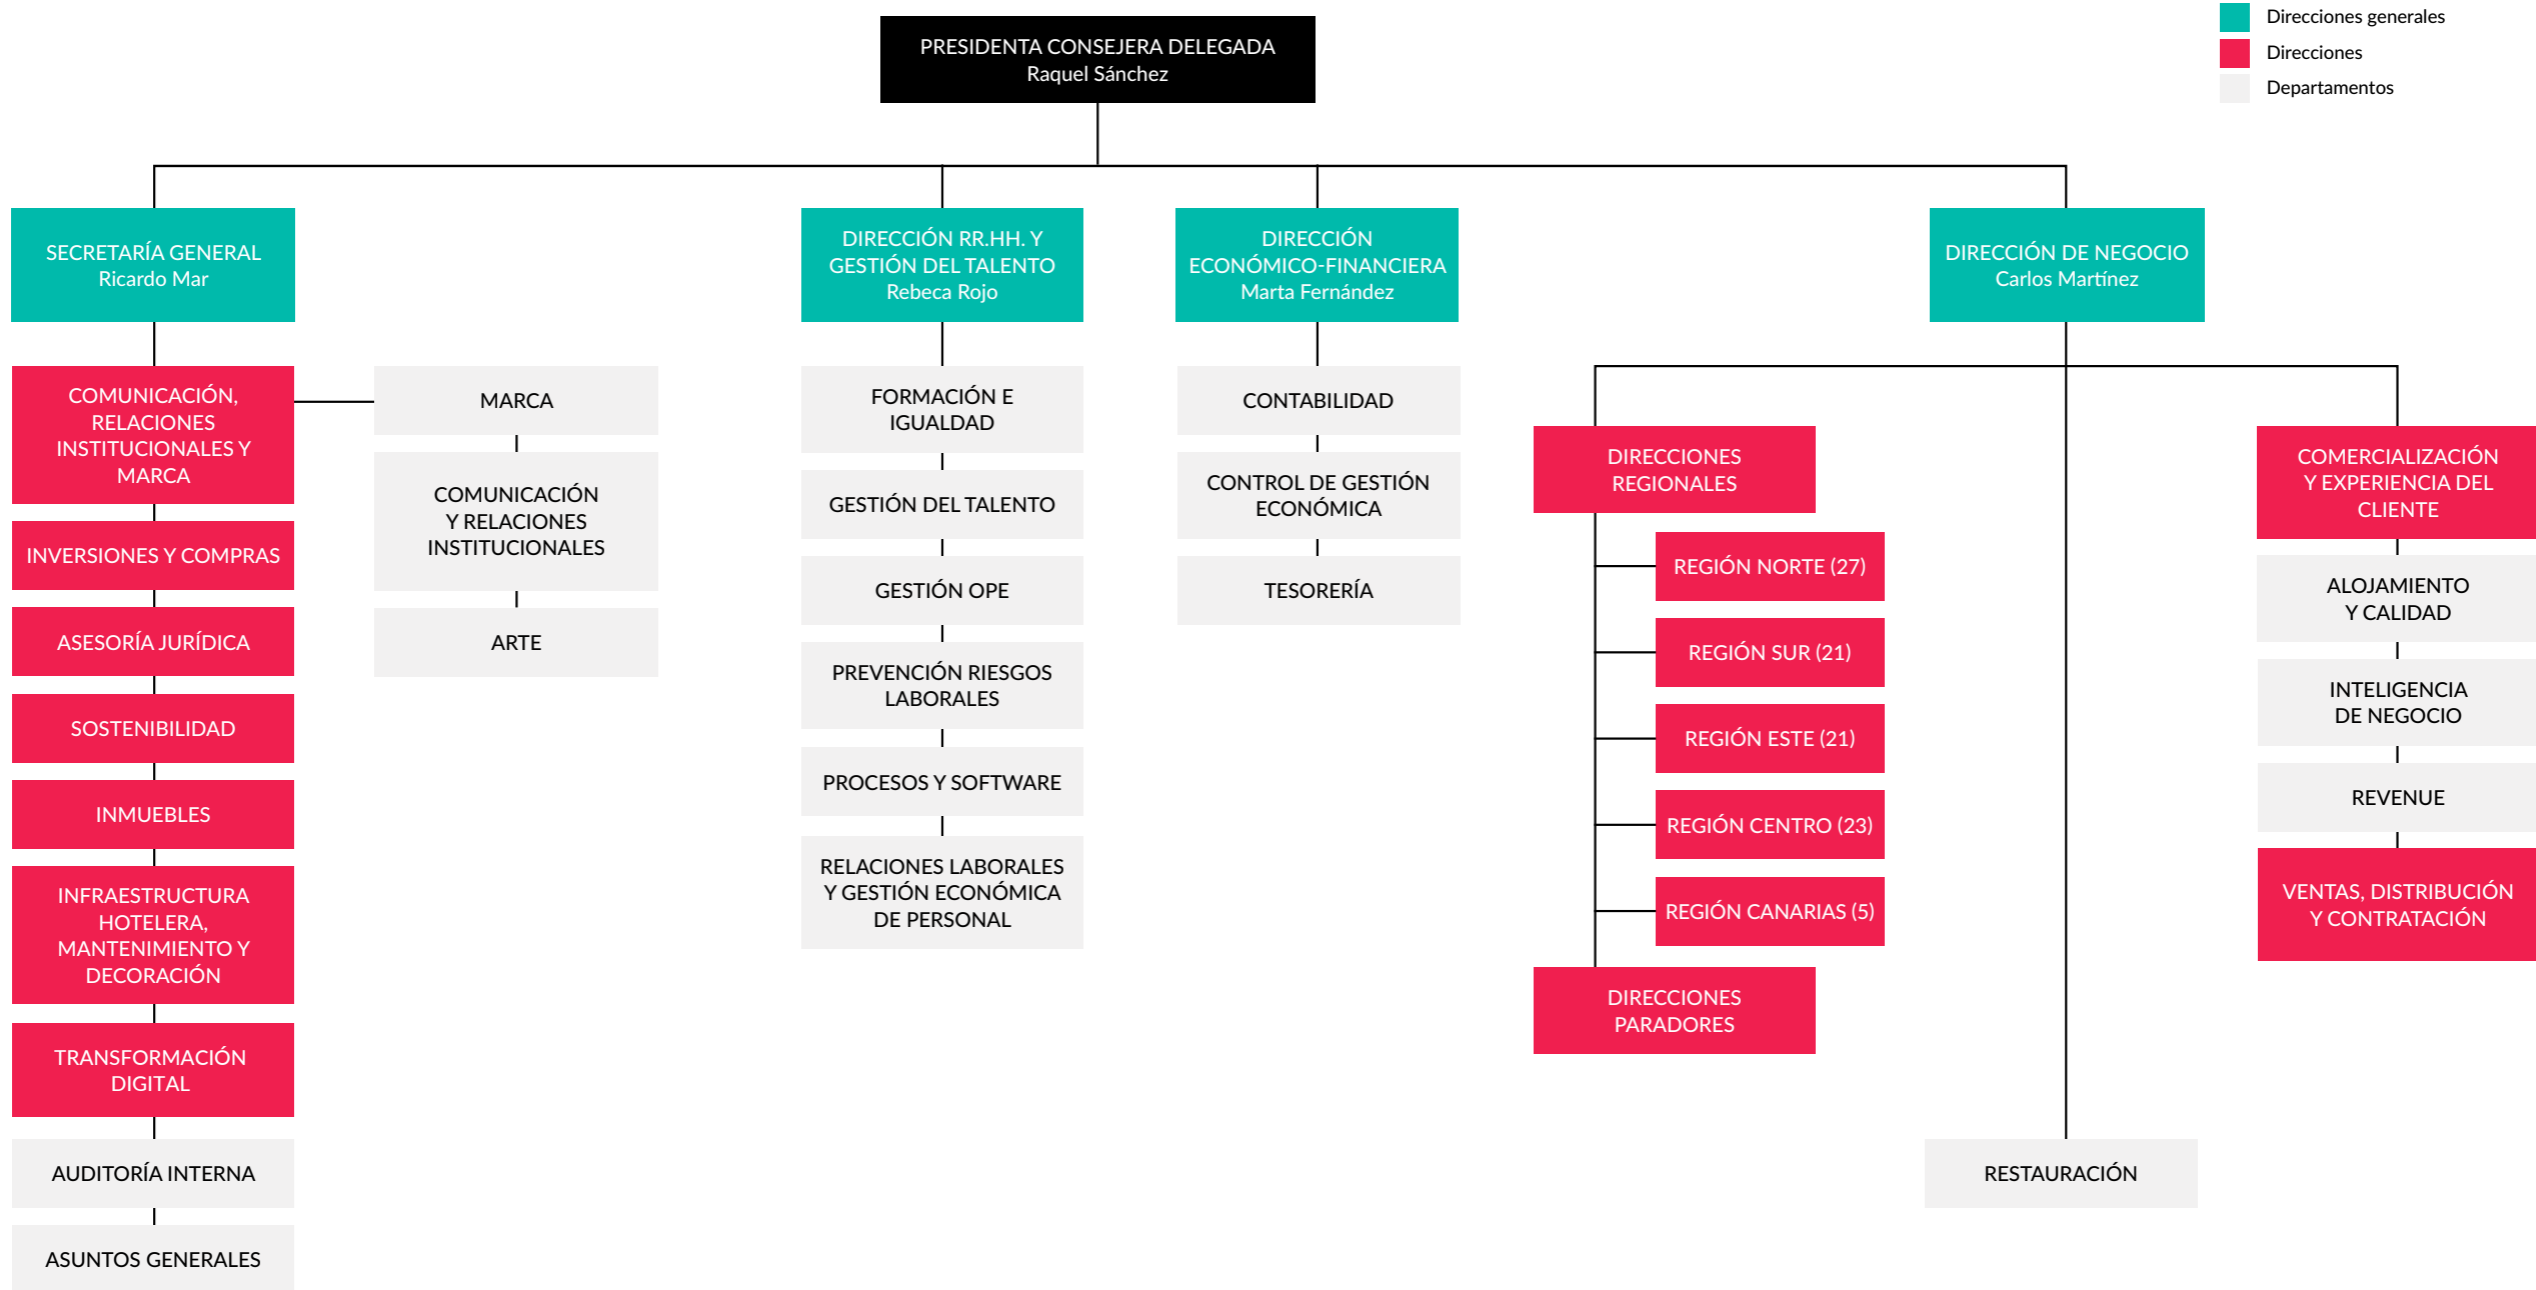 Direcciones generales
Direcciones
Departamentos
PRESIDENTA CONSEJERA DELEGADA
Raquel Sánchez
SECRETARÍA GENERAL
Ricardo Mar
DIRECCIÓN RR.HH. Y
GESTIÓN DEL TALENTO
Rebeca Rojo
DIRECCIÓN
ECONÓMICO-FINANCIERA
Marta Fernández
DIRECCIÓN DE NEGOCIO
Carlos Martínez
COMUNICACIÓN,
RELACIONES
INSTITUCIONALES Y
MARCA
INVERSIONES Y COMPRAS
ASESORÍA JURÍDICA
SOSTENIBILIDAD
INMUEBLES
INFRAESTRUCTURA
HOTELERA,
MANTENIMIENTO Y
DECORACIÓN
TRANSFORMACIÓN
DIGITAL
AUDITORÍA INTERNA
ASUNTOS GENERALES
MARCA
COMUNICACIÓN
Y RELACIONES
INSTITUCIONALES
ARTE
FORMACIÓN E
IGUALDAD
GESTIÓN DEL TALENTO
GESTIÓN OPE
PREVENCIÓN RIESGOS
LABORALES
PROCESOS Y SOFTWARE
RELACIONES LABORALES
Y GESTIÓN ECONÓMICA
DE PERSONAL
CONTABILIDAD
CONTROL DE GESTIÓN
ECONÓMICA
TESORERÍA
DIRECCIONES
REGIONALES
REGIÓN NORTE (27)
REGIÓN SUR (21)
REGIÓN ESTE (21)
REGIÓN CENTRO (23)
REGIÓN CANARIAS (5)
DIRECCIONES
PARADORES
RESTAURACIÓN
COMERCIALIZACIÓN
Y EXPERIENCIA DEL
CLIENTE
ALOJAMIENTO
Y CALIDAD
INTELIGENCIA
DE NEGOCIO
REVENUE
VENTAS, DISTRIBUCIÓN
Y CONTRATACIÓN